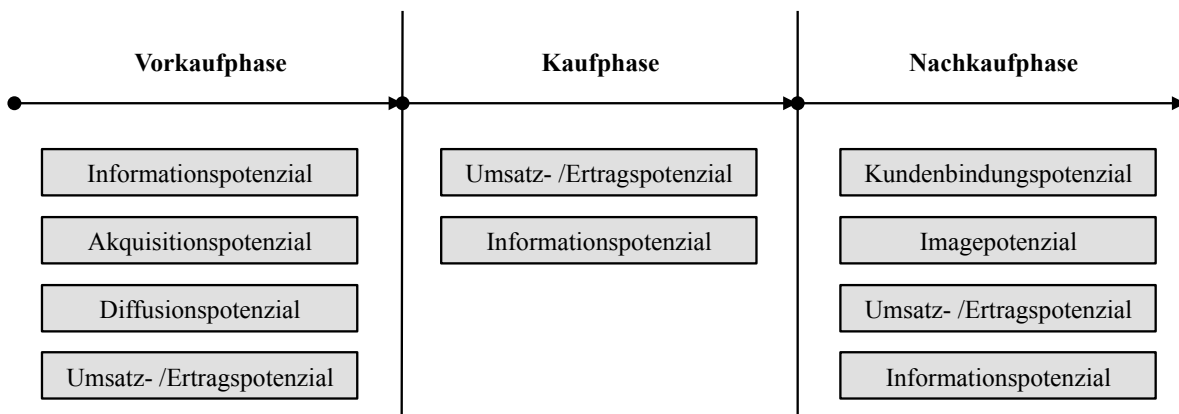 Vorkaufphase
Kaufphase
Nachkaufphase
Informationspotenzial
Akquisitionspotenzial
Diffusionspotenzial
Umsatz- /Ertragspotenzial
Umsatz- /Ertragspotenzial
Informationspotenzial
Kundenbindungspotenzial
Imagepotenzial
Umsatz- /Ertragspotenzial
Informationspotenzial